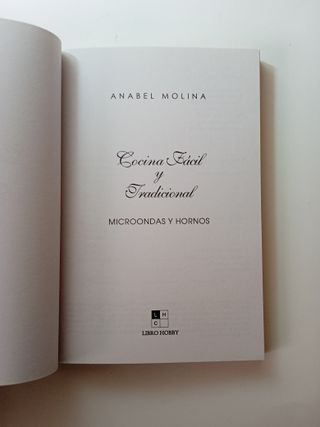 ANABEL MOLINA
Cocina Fácil
y
Tradicional
MICROONDAS Y HORNOS
L H
C
LIBRO HOBBY